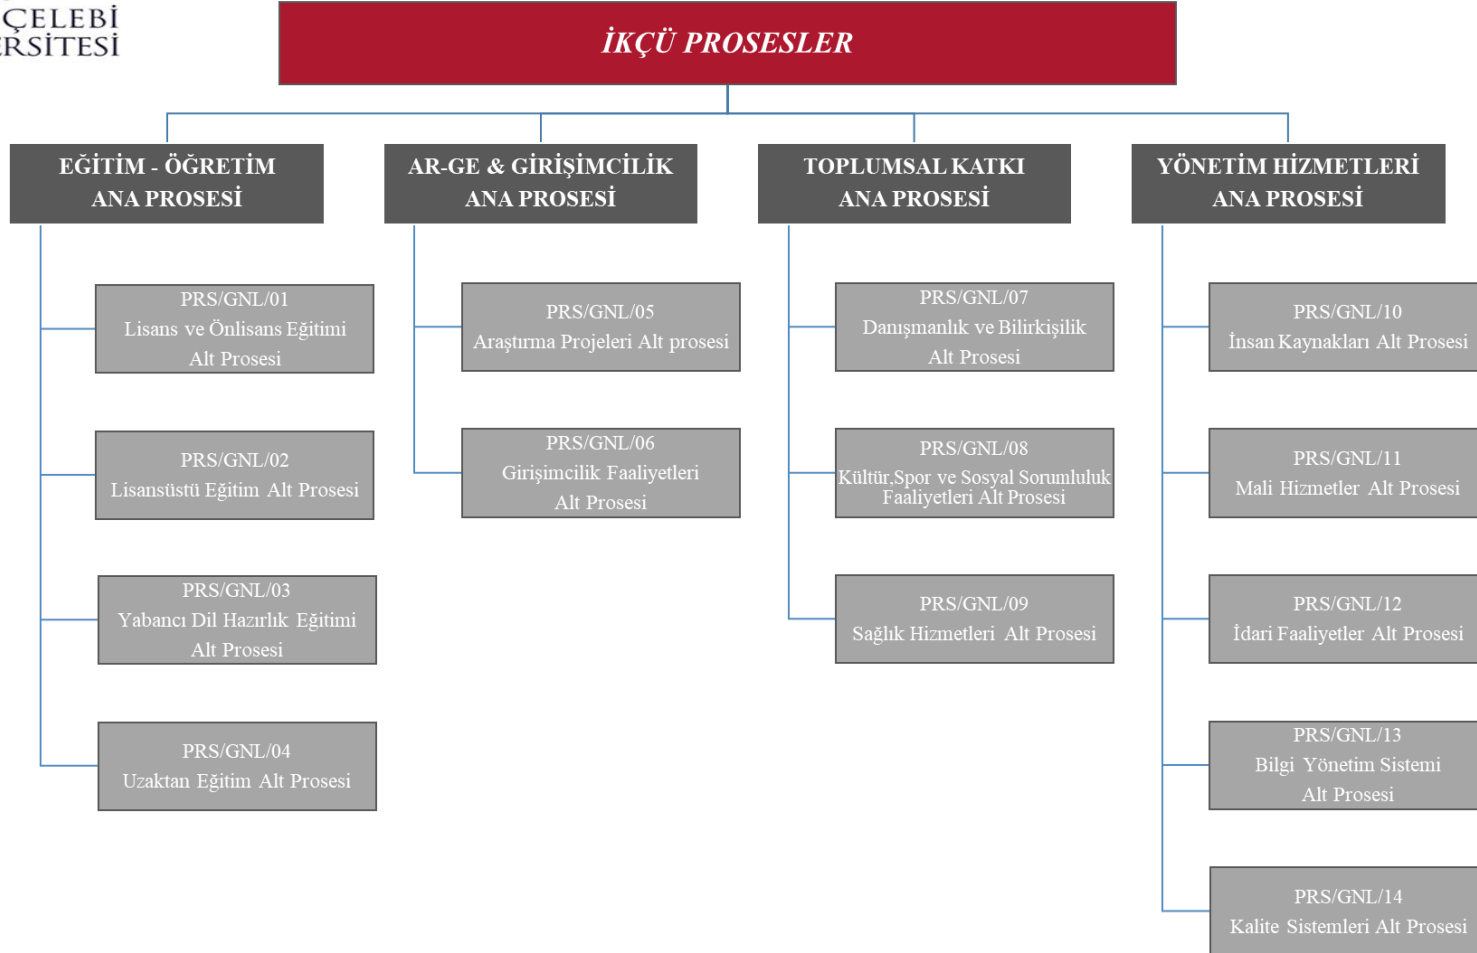 ÇELEBİ
ERSİTESİ
İKÇÜ PROSESLER
EĞİTİM - ÖĞRETİM
ANA PROSESİ
PRS/GNL/01
Lisans ve Önlisans Eğitimi
Alt Prosesi
PRS/GNL/02
Lisansüstü Eğitim Alt Prosesi
PRS/GNL/03
Yabancı Dil Hazırlık Eğitimi
Alt Prosesi
PRS/GNL/04
Uzaktan Eğitim Alt Prosesi
AR-GE & GİRİŞİMCİLİK
ANA PROSESİ
PRS/GNL/05
Araştırma Projeleri Alt prosesi
PRS/GNL/06
Girişimcilik Faaliyetleri
Alt Prosesi
TOPLUMSAL KATKI
ANA PROSESİ
PRS/GNL/07
Danışmanlık ve Bilirkişilik
Alt Prosesi
PRS/GNL/08
Kültür,Spor ve Sosyal Sorumluluk
Faaliyetleri Alt Prosesi
PRS/GNL/09
Sağlık Hizmetleri Alt Prosesi
YÖNETİM HİZMETLERİ
ANA PROSESİ
PRS/GNL/10
İnsan Kaynakları Alt Prosesi
PRS/GNL/11
Mali Hizmetler Alt Prosesi
PRS/GNL/12
İdari Faaliyetler Alt Prosesi
PRS/GNL/13
Bilgi Yönetim Sistemi
Alt Prosesi
PRS/GNL/14
Kalite Sistemleri Alt Prosesi